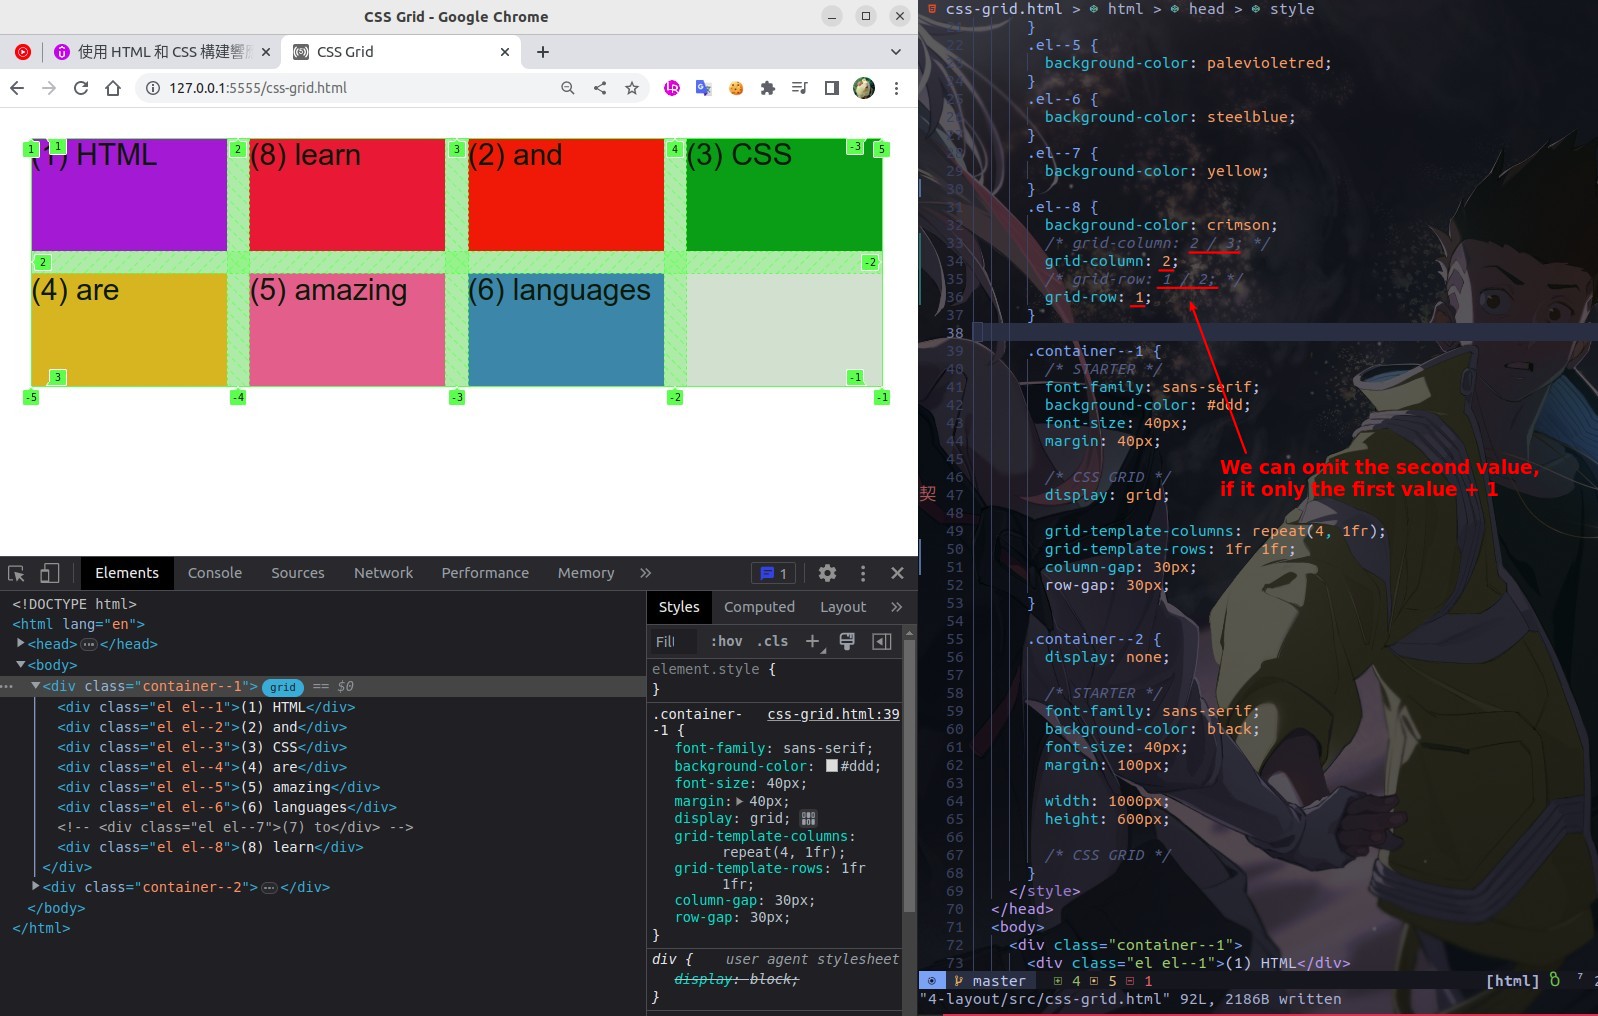 CSS Grid - Google Chrome
使用 HTML 和 CSS 構建響應
CSS Grid
127.0.0.1:5555/css-grid.html
1
1
2
3
4
-3
5
(1) HTML
(8) learn
(2) and
(3) CSS
2
-2
(4) are
(5) amazing
(6) languages
3
-1
-5
-4
-3
-2
-1
Elements Console Sources Network Performance Memory » 1
<!DOCTYPE html>
<html lang="en">
<head>···</head>
<body>
··· <div class="container--1"> grid == $0
<div class="el el--1">(1) HTML</div>
<div class="el el--2">(2) and</div>
<div class="el el--3">(3) CSS</div>
<div class="el el--4">(4) are</div>
<div class="el el--5">(5) amazing</div>
<div class="el el--6">(6) languages</div>
<!-- <div class="el el--7">(7) to</div> -->
<div class="el el--8">(8) learn</div>
</div>
<div class="container--2">···</div>
</body>
</html>
Styles Computed Layout »
:hov .cls +
element.style {
}
.container- css-grid.html:39
-1 {
font-family: sans-serif;
background-color: #ddd;
font-size: 40px;
margin: 40px;
display: grid;
grid-template-columns:
repeat(4, 1fr);
grid-template-rows: 1fr
1fr;
column-gap: 30px;
row-gap: 30px;
}
div { user agent stylesheet
display: block;
}
css-grid.html > html > head > style
}
22 .el--5 {
background-color: palevioletred;
}
.el--6 {
background-color: steelblue;
}
.el--7 {
29 background-color: yellow;
30 }
31 .el--8 {
32 background-color: crimson;
33 /* grid-column: 2 / 3; */
34 grid-column: 2;
35 /* grid-row: 1 / 2; */
36 grid-row: 1;
37 }
38
39 .container--1 {
40 /* STARTER */
41 font-family: sans-serif;
42 background-color: #ddd;
43 font-size: 40px;
44 margin: 40px;
45
46 /* CSS GRID */
47 display: grid;
48
49 grid-template-columns: repeat(4, 1fr);
50 grid-template-rows: 1fr 1fr;
51 column-gap: 30px;
52 row-gap: 30px;
53 }
54
55 .container--2 {
56 display: none;
57
58 /* STARTER */
59 font-family: sans-serif;
60 background-color: black;
61 font-size: 40px;
62 margin: 100px;
63
64 width: 1000px;
65 height: 600px;
66
67 /* CSS GRID */
68 }
69 </style>
70 </head>
71 <body>
72 <div class="container--1">
73 <div class="el el--1">(1) HTML</div>
We can omit the second value,
if it only the first value + 1
契
master 4 5 1 [html]
"4-layout/src/css-grid.html" 92L, 2186B written